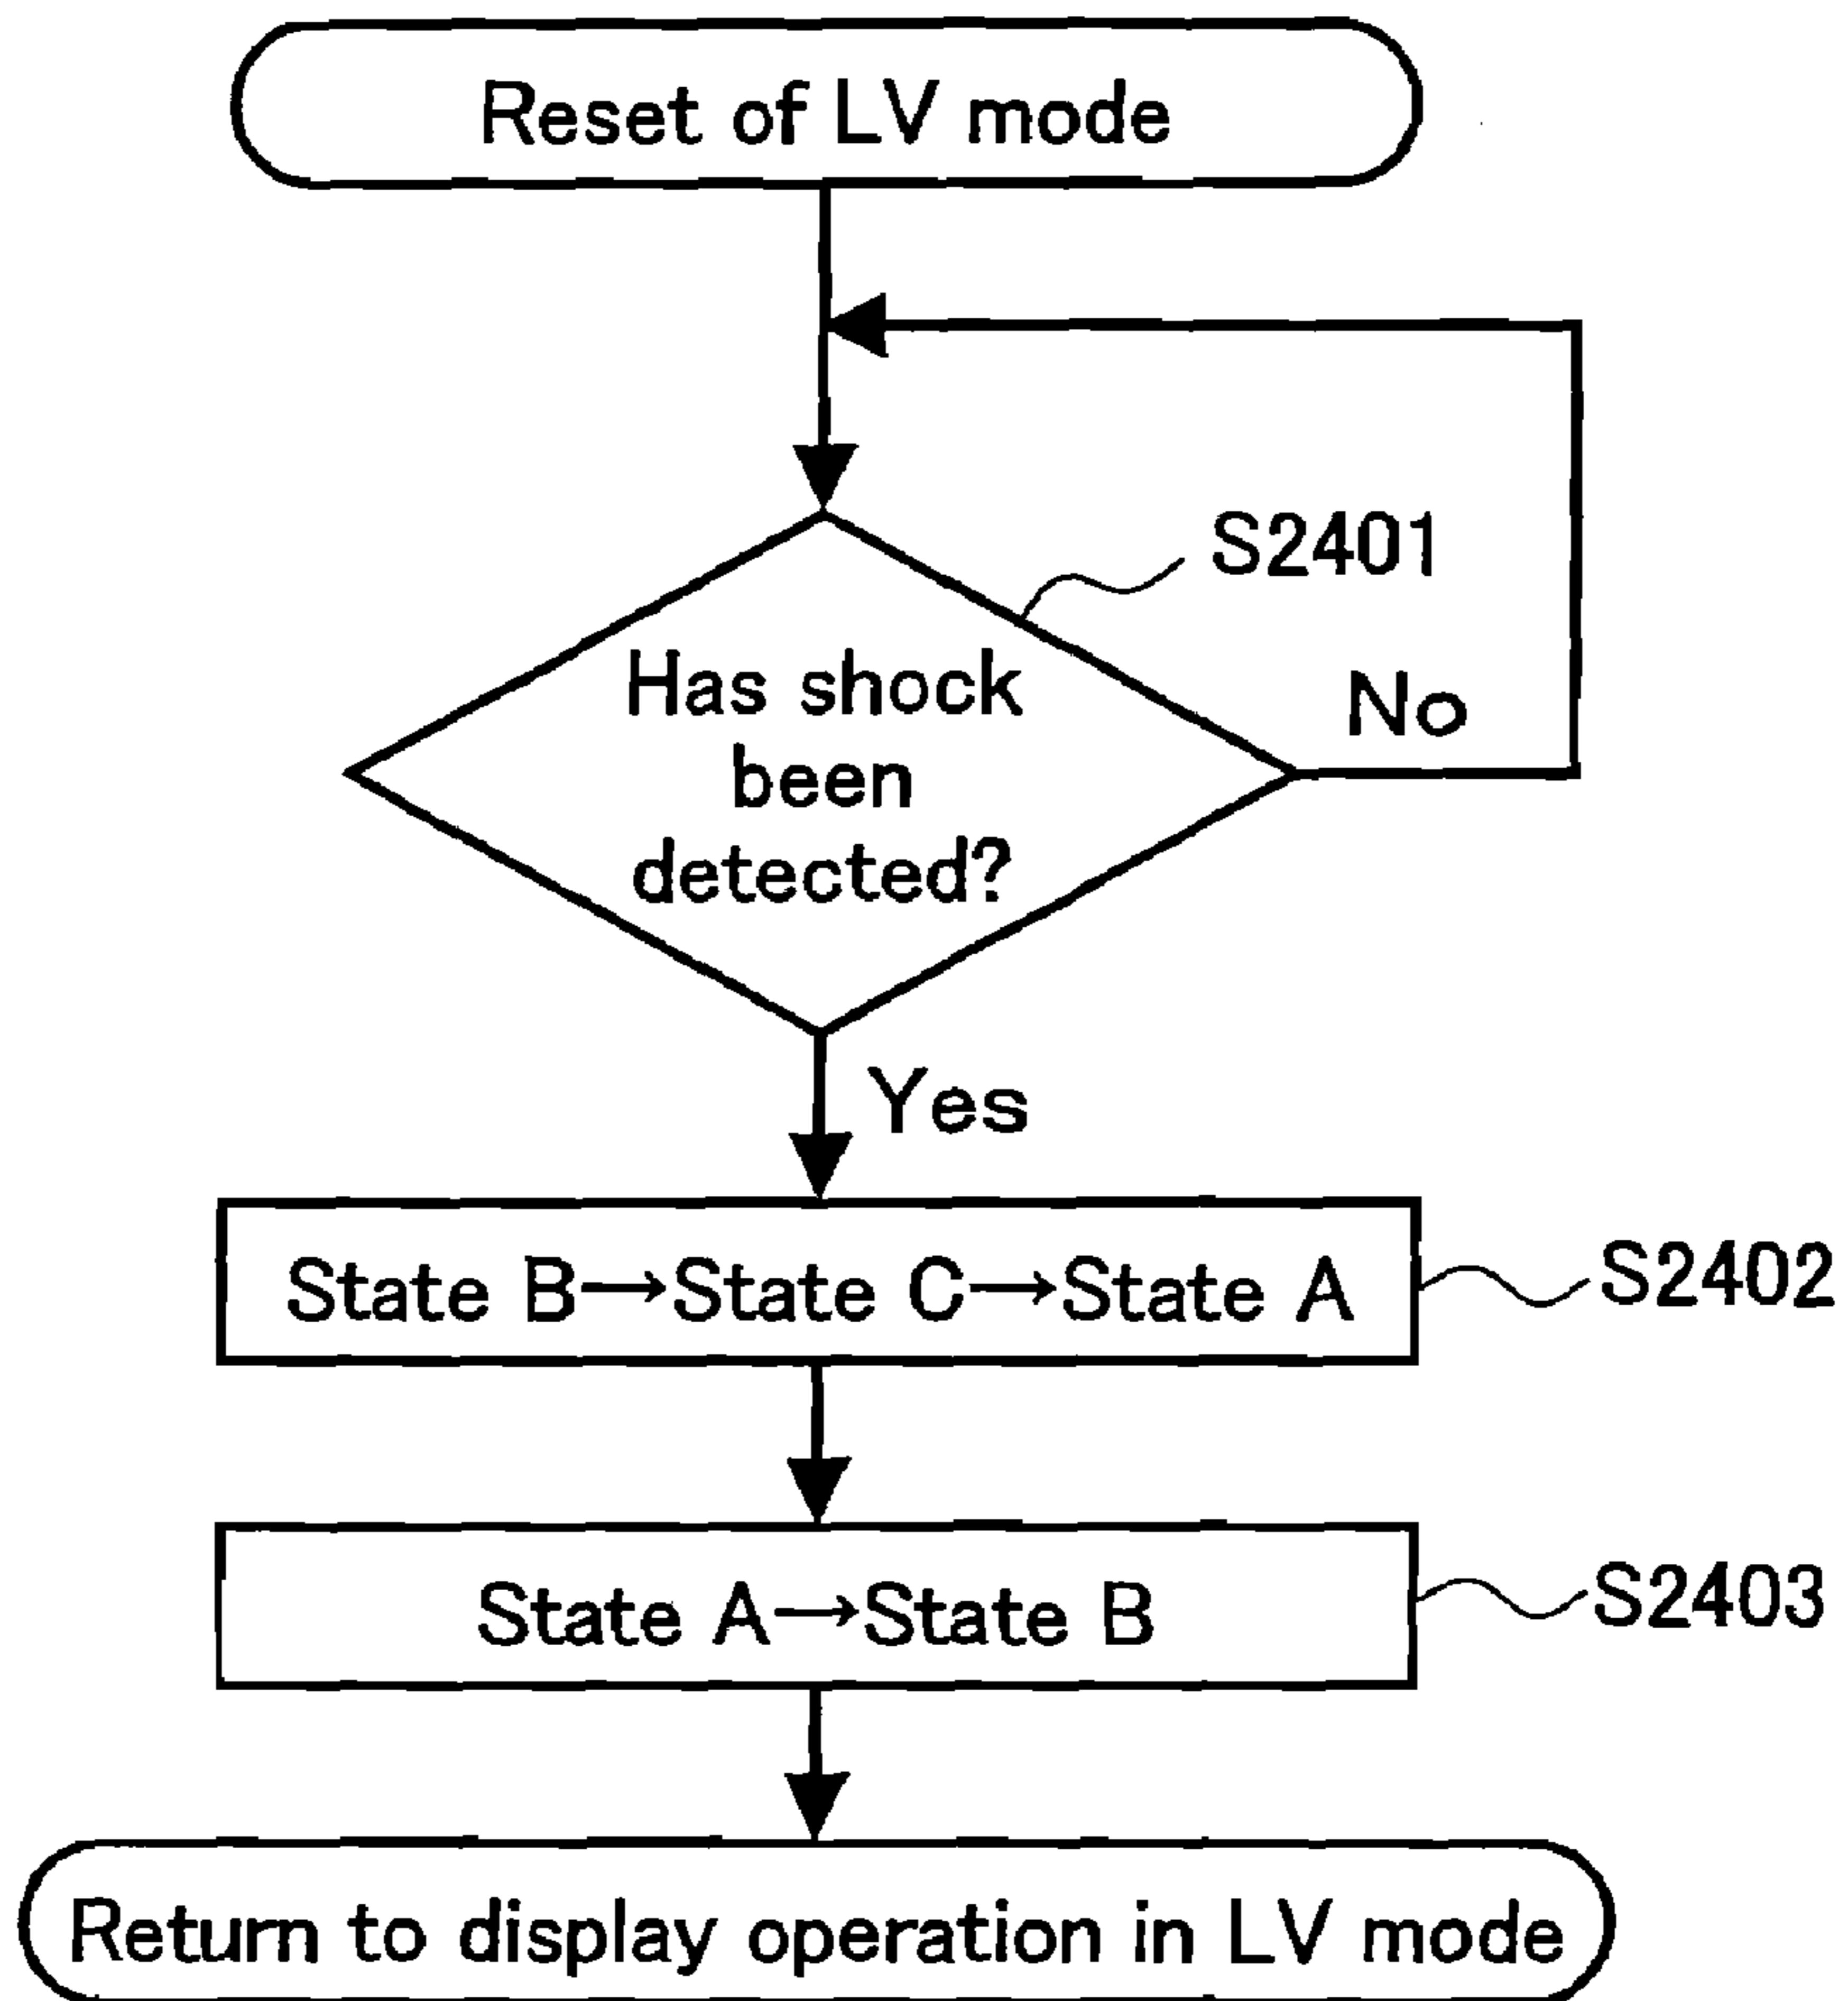 Reset of LV mode
S2401
Has shock
been
detected?
No
Yes
State B→State C→State A
S2402
State A→State B
S2403
Return to display operation in LV mode